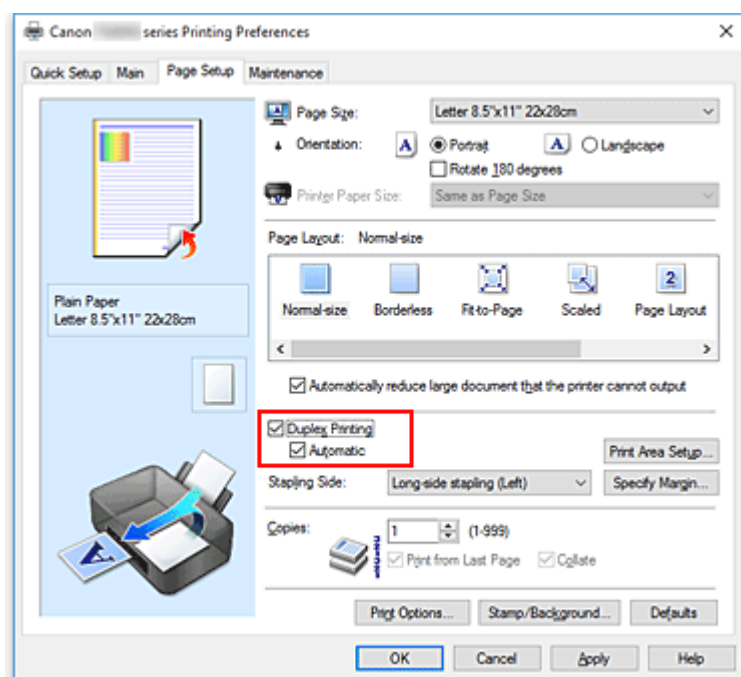 Canon series Printing Preferences
Quick Setup Main Page Setup Maintenance
Page Size: Letter 8.5"x11" 22x28cm
Orientation: A Portrait A Landscape
Rotate 180 degrees
Printer Paper Size: Same as Page Size
Page Layout: Normal-size
2
Normal-size Borderless Fit-to-Page Scaled Page Layout
Plain Paper
Letter 8.5"x11" 22x28cm
Automatically reduce large document that the printer cannot output
Duplex Printing
Automatic Print Area Setup...
Stapling Side: Long-side stapling (Left) Specify Margin...
A
Copies: 1 (1-999)
Print from Last Page Collate
Print Options... Stamp/Background... Defaults
OK Cancel Apply Help